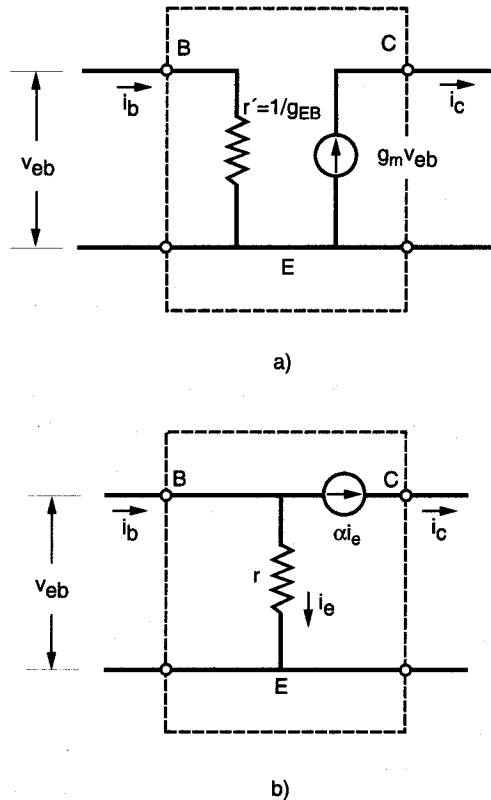 B
C
i_b
r´=1/g_EB
i_c
v_eb
g_m v_eb
E
a)
B
C
i_b
αi_e
i_c
v_eb
r
i_e
E
b)